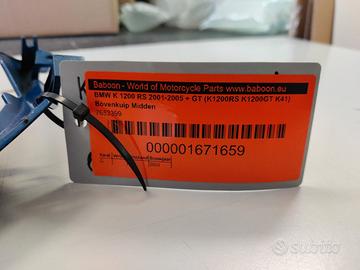 Baboon - World of Motorcycle Parts www.baboon.eu
BMW K 1200 RS 2001-2005 + GT (K1200RS K1200GT K41)
Bovenkuip Midden
7653359
000001671659
subito